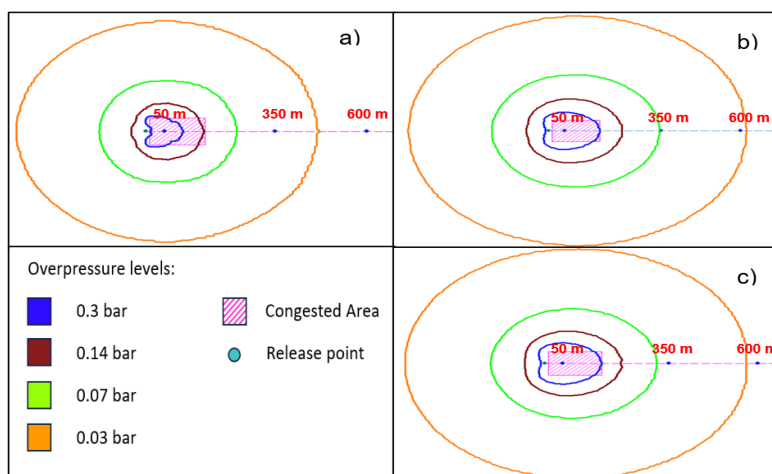 a)
50 m
350 m
600 m
b)
50 m
350 m
600 m
Overpressure levels:
0.3 bar
Congested Area
0.14 bar
Release point
0.07 bar
0.03 bar
c)
50 m
350 m
600 m